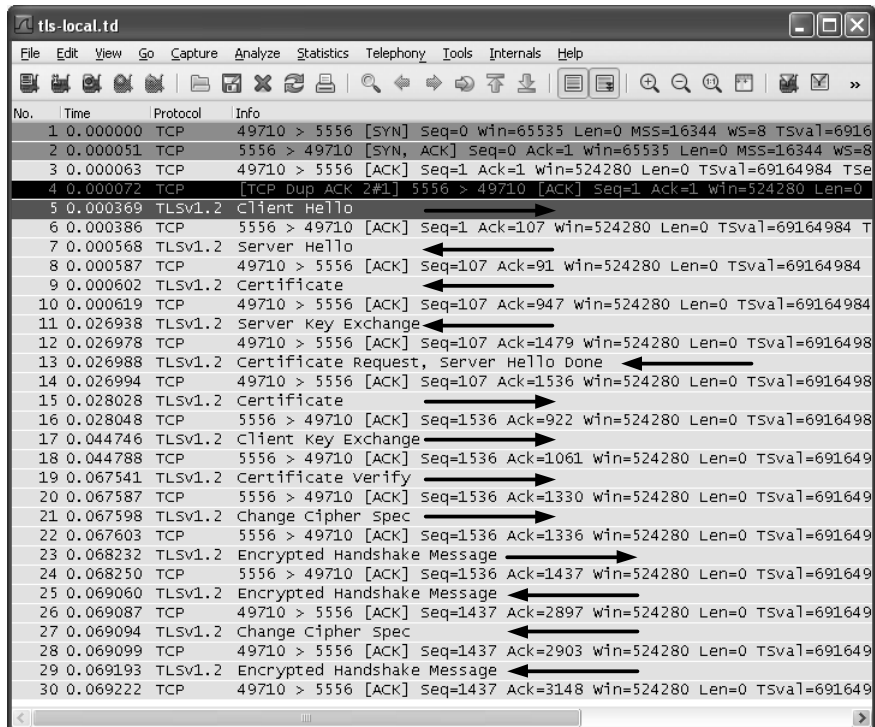 tls-local.td
File Edit View Go Capture Analyze Statistics Telephony Tools Internals Help
No. Time Protocol Info
1 0.000000 TCP 49710 > 5556 [SYN] Seq=0 Win=65535 Len=0 MSS=16344 WS=8 TSval=6916
2 0.000051 TCP 5556 > 49710 [SYN, ACK] Seq=0 Ack=1 Win=65535 Len=0 MSS=16344 WS=8
3 0.000063 TCP 49710 > 5556 [ACK] Seq=1 Ack=1 Win=524280 Len=0 TSval=69164984 TSe
4 0.000072 TCP [TCP Dup ACK 2#1] 5556 > 49710 [ACK] Seq=1 Ack=1 Win=524280 Len=0
5 0.000369 TLSv1.2 Client Hello
6 0.000386 TCP 5556 > 49710 [ACK] Seq=1 Ack=107 Win=524280 Len=0 TSval=69164984 T
7 0.000568 TLSv1.2 Server Hello
8 0.000587 TCP 49710 > 5556 [ACK] Seq=107 Ack=91 Win=524280 Len=0 TSval=69164984
9 0.000602 TLSv1.2 Certificate
10 0.000619 TCP 49710 > 5556 [ACK] Seq=107 Ack=947 Win=524280 Len=0 TSval=69164984
11 0.026938 TLSv1.2 Server Key Exchange
12 0.026978 TCP 49710 > 5556 [ACK] Seq=107 Ack=1479 Win=524280 Len=0 TSval=6916498
13 0.026988 TLSv1.2 Certificate Request, Server Hello Done
14 0.026994 TCP 49710 > 5556 [ACK] Seq=107 Ack=1536 Win=524280 Len=0 TSval=6916498
15 0.028028 TLSv1.2 Certificate
16 0.028048 TCP 5556 > 49710 [ACK] Seq=1536 Ack=922 Win=524280 Len=0 TSval=6916498
17 0.044746 TLSv1.2 Client Key Exchange
18 0.044788 TCP 5556 > 49710 [ACK] Seq=1536 Ack=1061 Win=524280 Len=0 TSval=691649
19 0.067541 TLSv1.2 Certificate Verify
20 0.067587 TCP 5556 > 49710 [ACK] Seq=1536 Ack=1330 Win=524280 Len=0 TSval=691649
21 0.067598 TLSv1.2 Change Cipher Spec
22 0.067603 TCP 5556 > 49710 [ACK] Seq=1536 Ack=1336 Win=524280 Len=0 TSval=691649
23 0.068232 TLSv1.2 Encrypted Handshake Message
24 0.068250 TCP 5556 > 49710 [ACK] Seq=1536 Ack=1437 Win=524280 Len=0 TSval=691649
25 0.069060 TLSv1.2 Encrypted Handshake Message
26 0.069087 TCP 49710 > 5556 [ACK] Seq=1437 Ack=2897 Win=524280 Len=0 TSval=691649
27 0.069094 TLSv1.2 Change Cipher Spec
28 0.069099 TCP 49710 > 5556 [ACK] Seq=1437 Ack=2903 Win=524280 Len=0 TSval=691649
29 0.069193 TLSv1.2 Encrypted Handshake Message
30 0.069222 TCP 49710 > 5556 [ACK] Seq=1437 Ack=3148 Win=524280 Len=0 TSval=691649